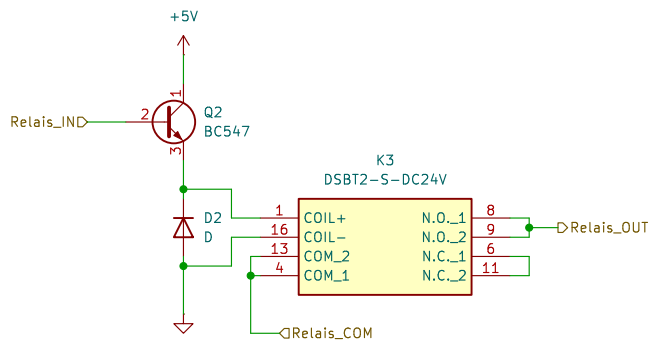 +5V
1
Relais_IN
2
Q2
BC547
3
K3
DSBT2-S-DC24V
D2
D
1
COIL+
N.O._1
8
16
COIL-
N.O._2
9
Relais_OUT
13
COM_2
N.C._1
6
4
COM_1
N.C._2
11
Relais_COM